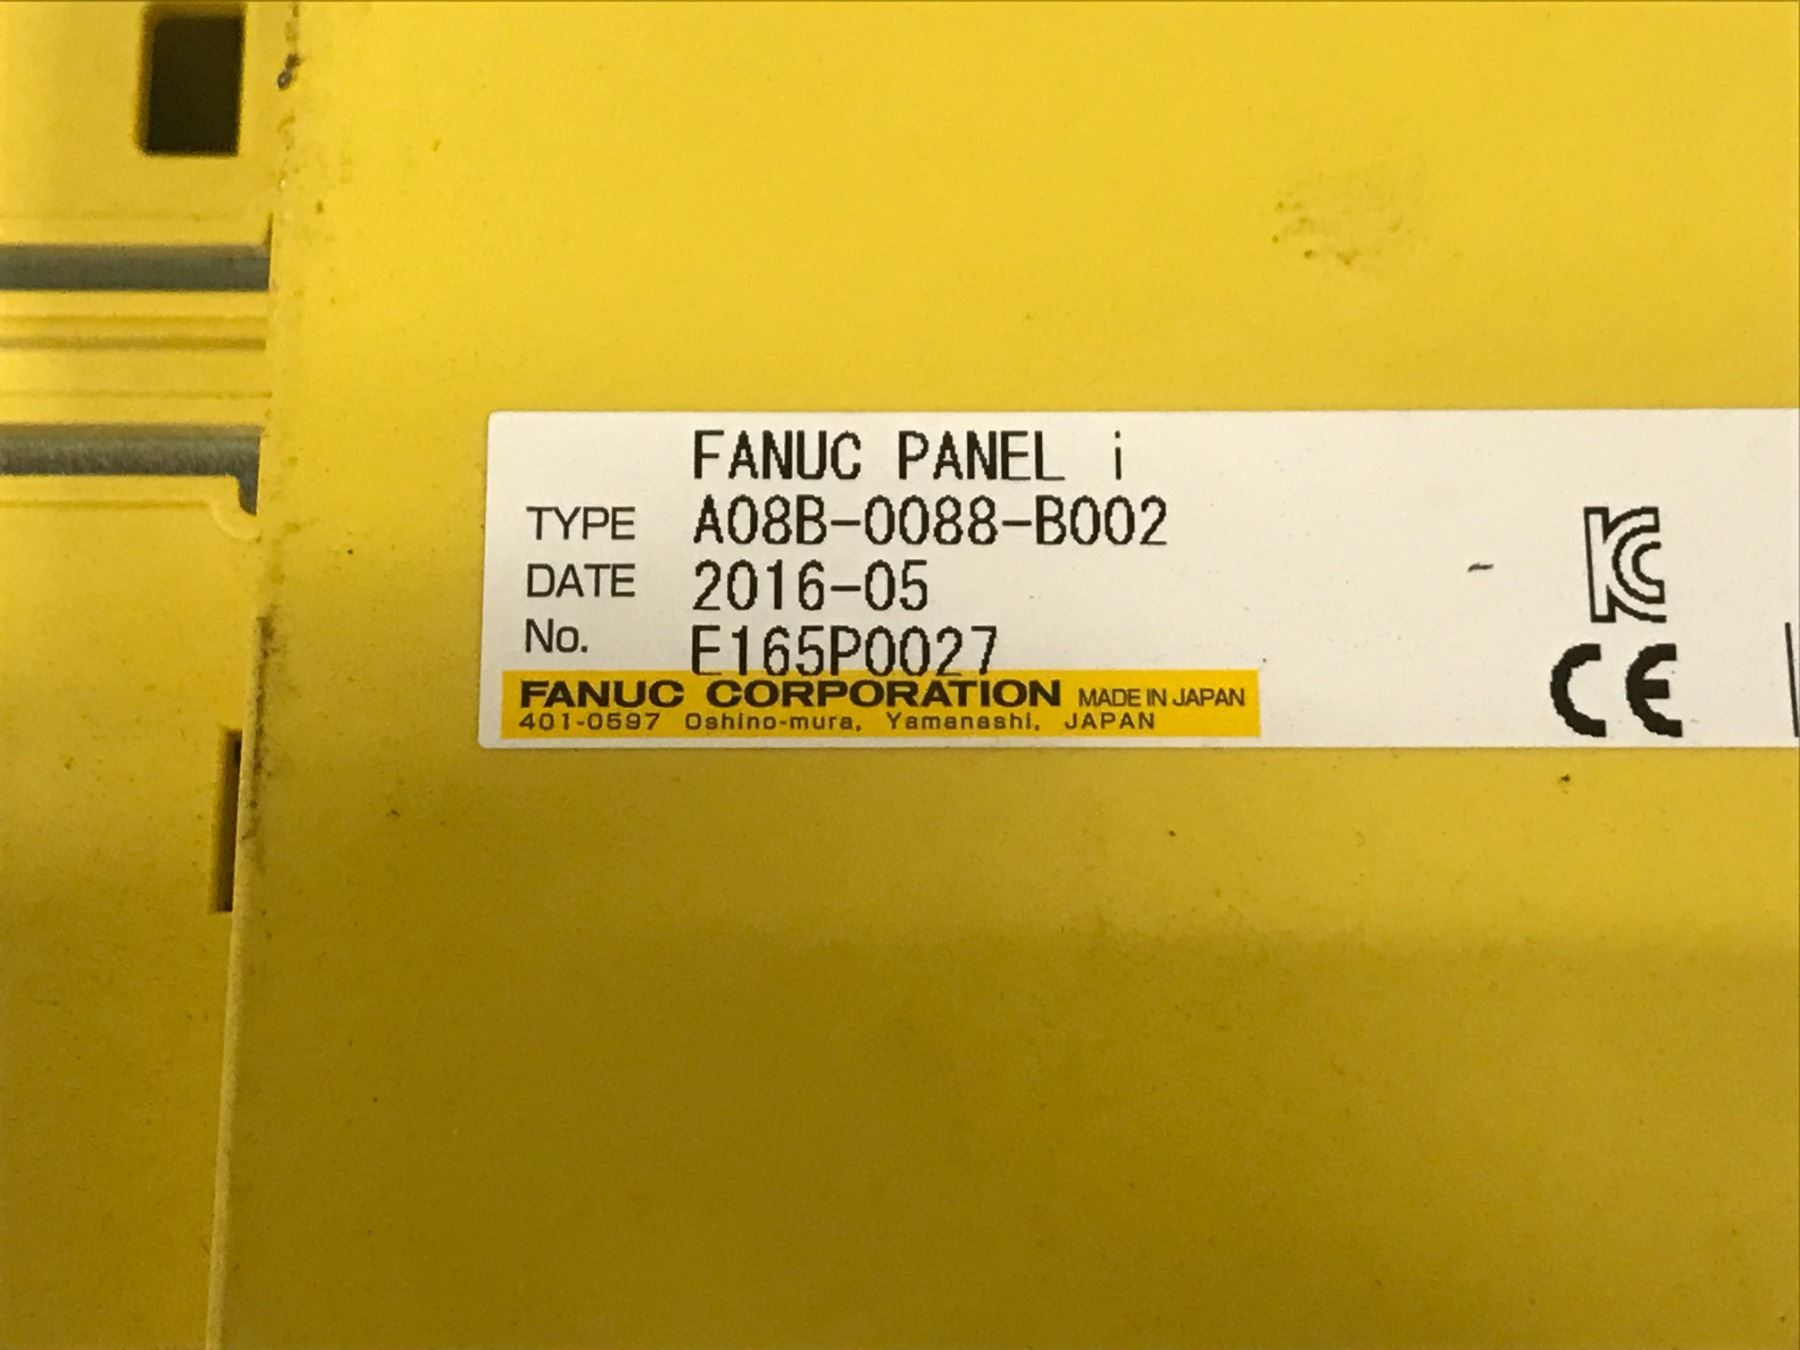 FANUC PANEL i
TYPE A08B-0088-B002
DATE 2016-05
No. E165P0027
FANUC CORPORATION MADE IN JAPAN
401-0597 Oshino-mura, Yamanashi, JAPAN
KC
CE